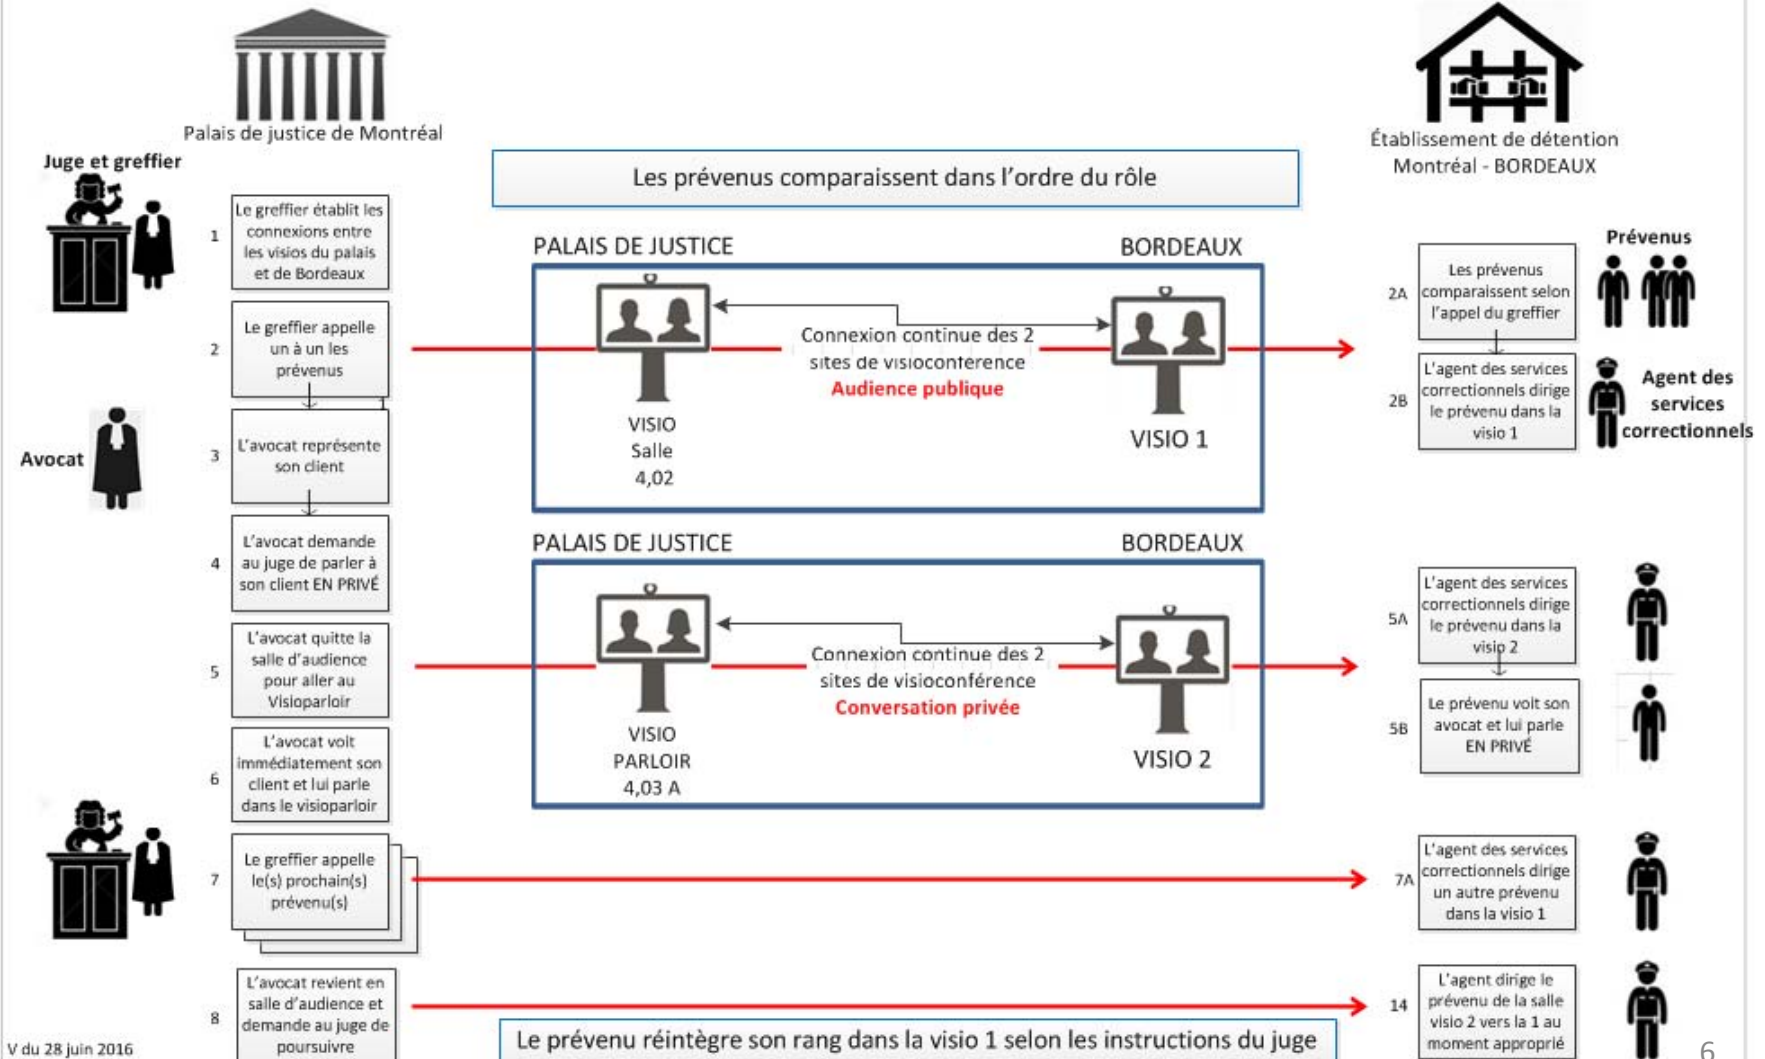 Palais de justice de Montréal
Établissement de détention
Montréal - BORDEAUX
Juge et greffier
Les prévenus comparaissent dans l'ordre du rôle
1
Le greffier établit les
connexions entre
les visios du palais
et de Bordeaux
2
Le greffier appelle
un à un les
prévenus
Avocat
3
L'avocat représente
son client
4
L'avocat demande
au juge de parler à
son client EN PRIVÉ
5
L'avocat quitte la
salle d'audience
pour aller au
Visioparloir
6
L'avocat voit
immédiatement son
client et lui parle
dans le visioparloir
7
Le greffier appelle
le(s) prochain(s)
prévenu(s)
8
L'avocat revient en
salle d'audience et
demande au juge de
poursuivre
PALAIS DE JUSTICE
BORDEAUX
Connexion continue des 2
sites de visioconférence
Audience publique
VISIO
Salle
4,02
VISIO 1
PALAIS DE JUSTICE
BORDEAUX
Connexion continue des 2
sites de visioconférence
Conversation privée
VISIO
PARLOIR
4,03 A
VISIO 2
Prévenus
2A
Les prévenus
comparaissent selon
l'appel du greffier
2B
L'agent des services
correctionnels dirige
le prévenu dans la
visio 1
Agent des
services
correctionnels
5A
L'agent des services
correctionnels dirige
le prévenu dans la
visio 2
5B
Le prévenu voit son
avocat et lui parle
EN PRIVÉ
7A
L'agent des services
correctionnels dirige
un autre prévenu
dans la visio 1
14
L'agent dirige le
prévenu de la salle
visio 2 vers la 1 au
moment approprié
Le prévenu réintègre son rang dans la visio 1 selon les instructions du juge
V du 28 juin 2016
6